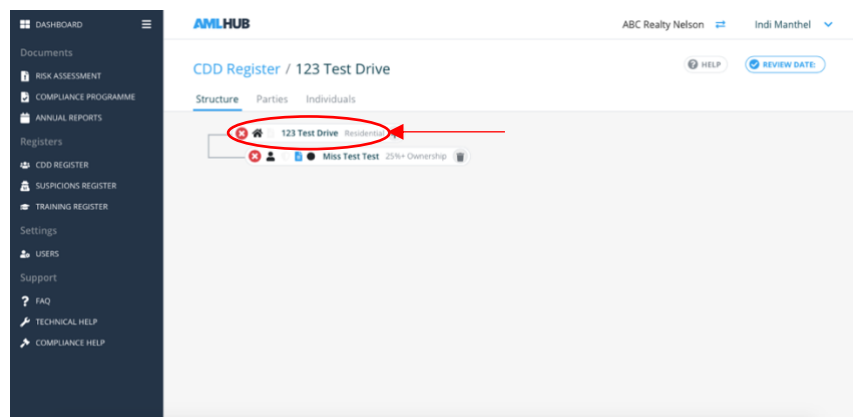 DASHBOARD
AMLHUB
ABC Realty Nelson
Indi Manthel
Documents
RISK ASSESSMENT
COMPLIANCE PROGRAMME
ANNUAL REPORTS
Registers
CDD REGISTER
SUSPICIONS REGISTER
TRAINING REGISTER
Settings
USERS
Support
? FAQ
TECHNICAL HELP
COMPLIANCE HELP
CDD Register / 123 Test Drive
? HELP
REVIEW DATE:
Structure Parties Individuals
123 Test Drive Residential
Miss Test Test 25%+ Ownership